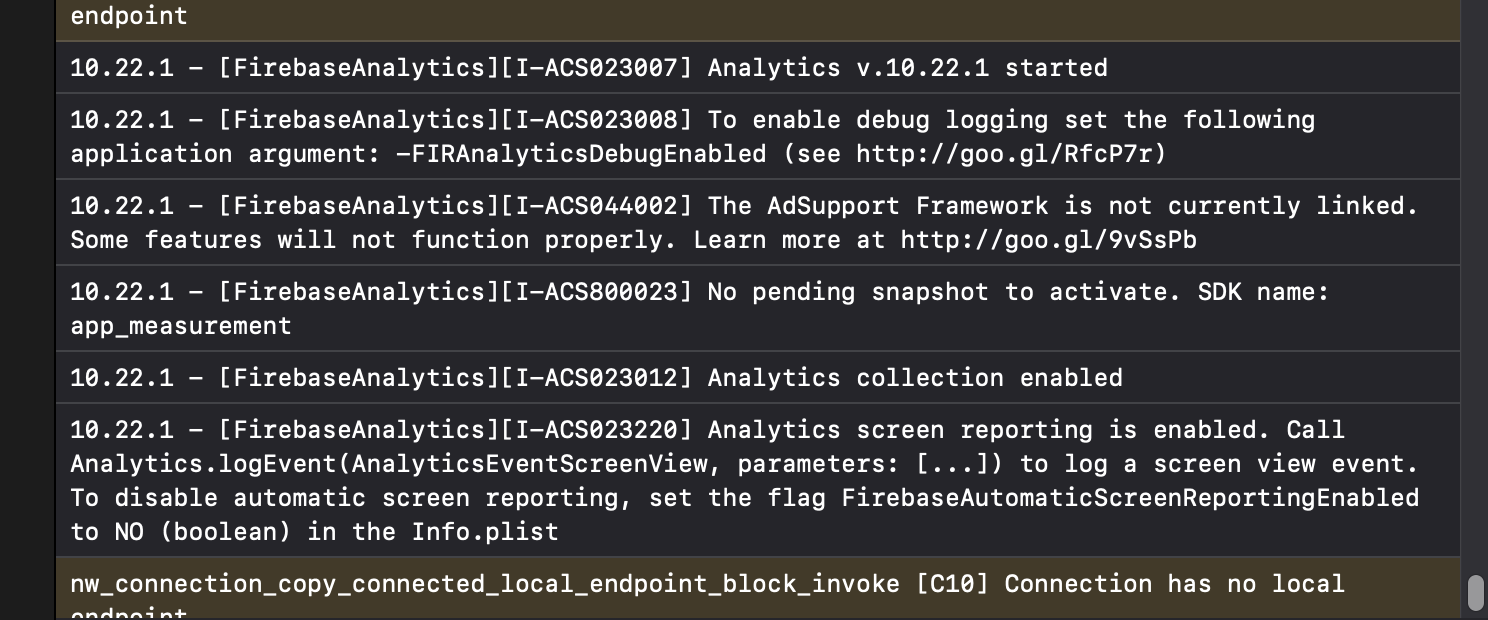 endpoint
10.22.1 - [FirebaseAnalytics][I-ACS023007] Analytics v.10.22.1 started
10.22.1 - [FirebaseAnalytics][I-ACS023008] To enable debug logging set the following
application argument: -FIRAnalyticsDebugEnabled (see http://goo.gl/RfcP7r)
10.22.1 - [FirebaseAnalytics][I-ACS044002] The AdSupport Framework is not currently linked.
Some features will not function properly. Learn more at http://goo.gl/9vSsPb
10.22.1 - [FirebaseAnalytics][I-ACS800023] No pending snapshot to activate. SDK name:
app_measurement
10.22.1 - [FirebaseAnalytics][I-ACS023012] Analytics collection enabled
10.22.1 - [FirebaseAnalytics][I-ACS023220] Analytics screen reporting is enabled. Call
Analytics.logEvent(AnalyticsEventScreenView, parameters: [...]) to log a screen view event.
To disable automatic screen reporting, set the flag FirebaseAutomaticScreenReportingEnabled
to NO (boolean) in the Info.plist
nw_connection_copy_connected_local_endpoint_block_invoke [C10] Connection has no local
endpoint